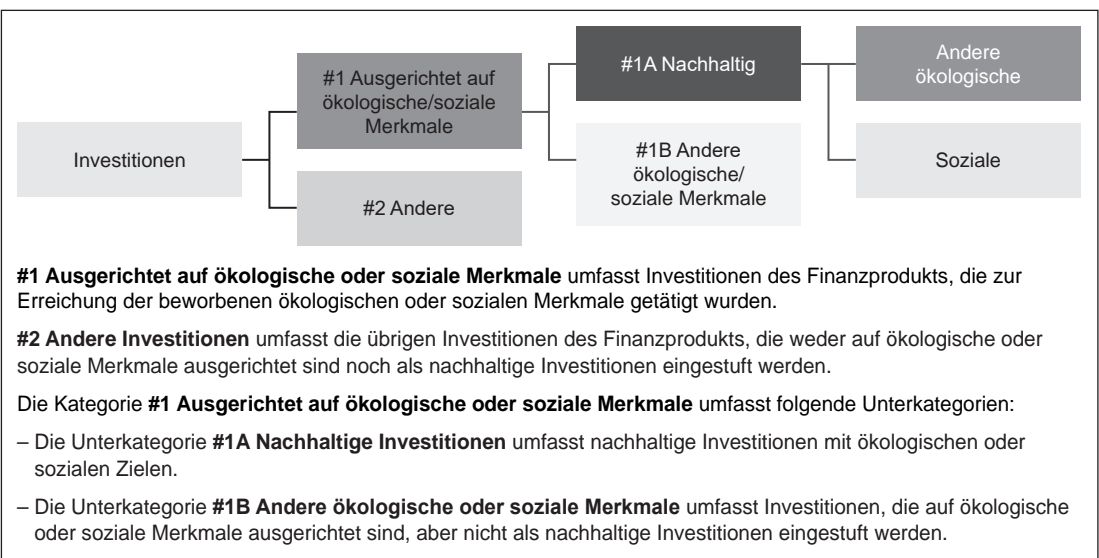 Investitionen
#1 Ausgerichtet auf
ökologische/soziale
Merkmale
#2 Andere
#1A Nachhaltig
#1B Andere
ökologische/
soziale Merkmale
Andere
ökologische
Soziale
#1 Ausgerichtet auf ökologische oder soziale Merkmale umfasst Investitionen des Finanzprodukts, die zur
Erreichung der beworbenen ökologischen oder sozialen Merkmale getätigt wurden.
#2 Andere Investitionen umfasst die übrigen Investitionen des Finanzprodukts, die weder auf ökologische oder
soziale Merkmale ausgerichtet sind noch als nachhaltige Investitionen eingestuft werden.
Die Kategorie #1 Ausgerichtet auf ökologische oder soziale Merkmale umfasst folgende Unterkategorien:
– Die Unterkategorie #1A Nachhaltige Investitionen umfasst nachhaltige Investitionen mit ökologischen oder
sozialen Zielen.
– Die Unterkategorie #1B Andere ökologische oder soziale Merkmale umfasst Investitionen, die auf ökologische
oder soziale Merkmale ausgerichtet sind, aber nicht als nachhaltige Investitionen eingestuft werden.